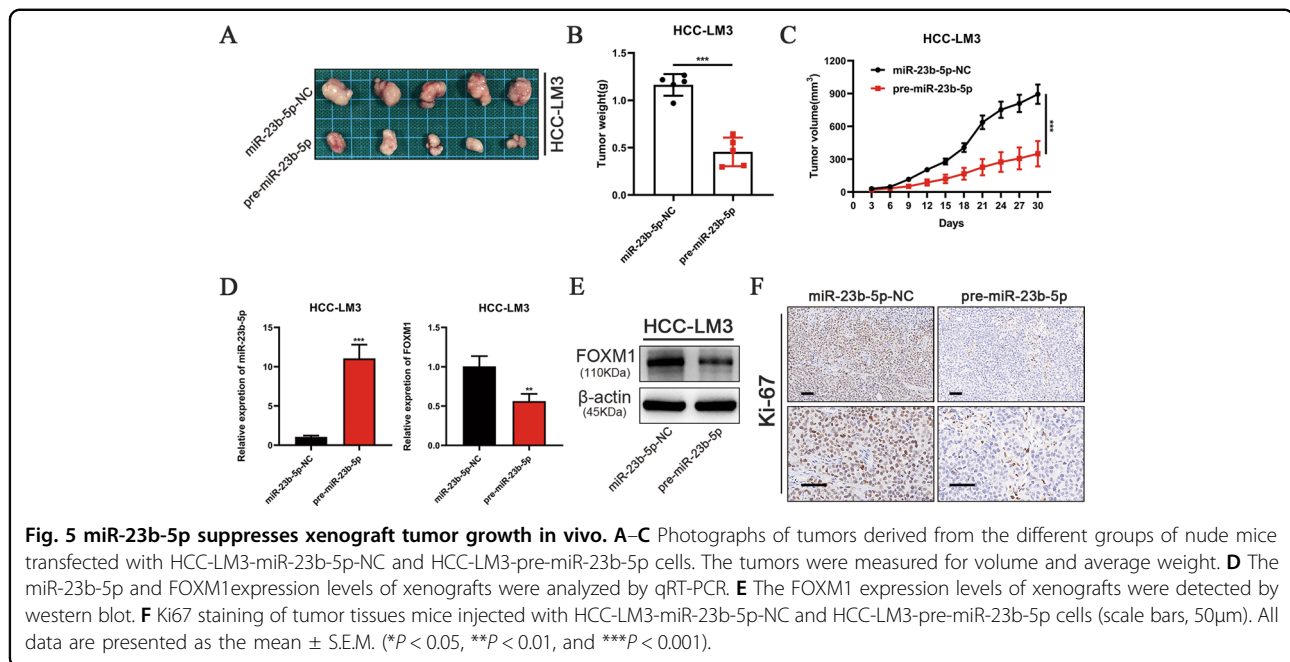 A
miR-23b-5p-NC
pre-miR-23b-5p
HCC-LM3
B
HCC-LM3
Tumor weight(g)
1.5
1.0
0.5
0.0
***
miR-23b-5p-NC
pre-miR-23b-5p
C
HCC-LM3
miR-23b-5p-NC
pre-miR-23b-5p
Tumor volume(mm3)
1200
900
600
300
0
***
0 3 6 9 12 15 18 21 24 27 30
Days
D
HCC-LM3
Relative expretion of miR-23b-5p
15
10
5
0
***
miR-23b-5p-NC
pre-miR-23b-5p
HCC-LM3
Relative expretion of FOXM1
1.5
1.0
0.5
0.0
**
miR-23b-5p-NC
pre-miR-23b-5p
E
HCC-LM3
FOXM1
(110KDa)
β-actin
(45KDa)
miR-23b-5p-NC
pre-miR-23b-5p
F
miR-23b-5p-NC pre-miR-23b-5p
Ki-67
Fig. 5 miR-23b-5p suppresses xenograft tumor growth in vivo. A–C Photographs of tumors derived from the different groups of nude mice
transfected with HCC-LM3-miR-23b-5p-NC and HCC-LM3-pre-miR-23b-5p cells. The tumors were measured for volume and average weight. D The
miR-23b-5p and FOXM1expression levels of xenografts were analyzed by qRT-PCR. E The FOXM1 expression levels of xenografts were detected by
western blot. F Ki67 staining of tumor tissues mice injected with HCC-LM3-miR-23b-5p-NC and HCC-LM3-pre-miR-23b-5p cells (scale bars, 50μm). All
data are presented as the mean ± S.E.M. (*P < 0.05, **P < 0.01, and ***P < 0.001).